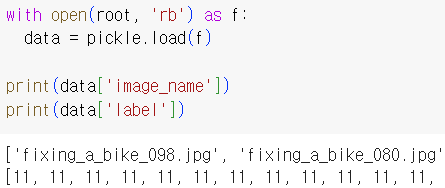 with open(root, 'rb') as f:
  data = pickle.load(f)

print(data['image_name'])
print(data['label'])

['fixing_a_bike_098.jpg', 'fixing_a_bike_080.jpg'
[11, 11, 11, 11, 11, 11, 11, 11, 11, 11, 11, 11,